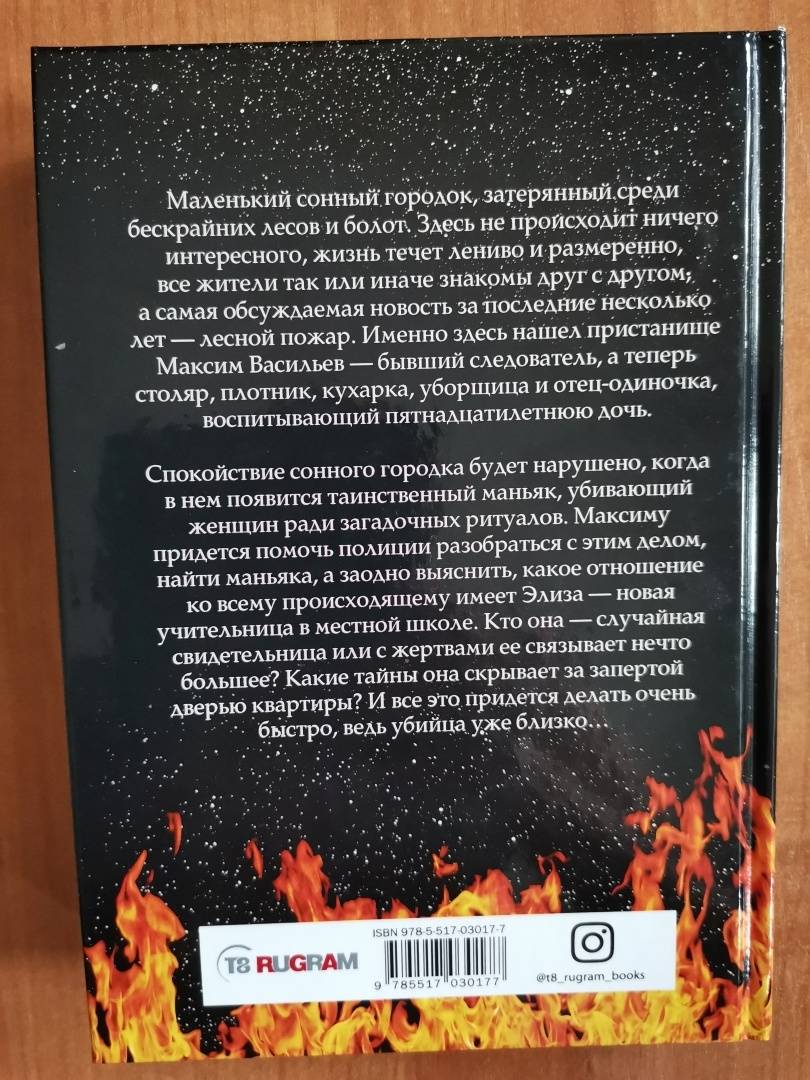 Маленький сонный городок, затерянный среди
бескрайних лесов и болот. Здесь не происходит ничего
интересного, жизнь течет лениво и размеренно,
все жители так или иначе знакомы друг с другом;
а самая обсуждаемая новость за последние несколько
лет — лесной пожар. Именно здесь нашел пристанище
Максим Васильев — бывший следователь, а теперь
столяр, плотник, кухарка, уборщица и отец-одиночка,
воспитывающий пятнадцатилетнюю дочь.
Спокойствие сонного городка будет нарушено, когда
в нем появится таинственный маньяк, убивающий
женщин ради загадочных ритуалов. Максиму
придется помочь полиции разобраться с этим делом,
найти маньяка, а заодно выяснить, какое отношение
ко всему происходящему имеет Элиза — новая
учительница в местной школе. Кто она — случайная
свидетельница или с жертвами ее связывает нечто
большее? Какие тайны она скрывает за запертой
дверью квартиры? И все это придется делать очень
быстро, ведь убийца уже близко...
ISBN 978-5-517-03017-7
T8 RUGRAM
9 785517 030177
@t8_rugram_books